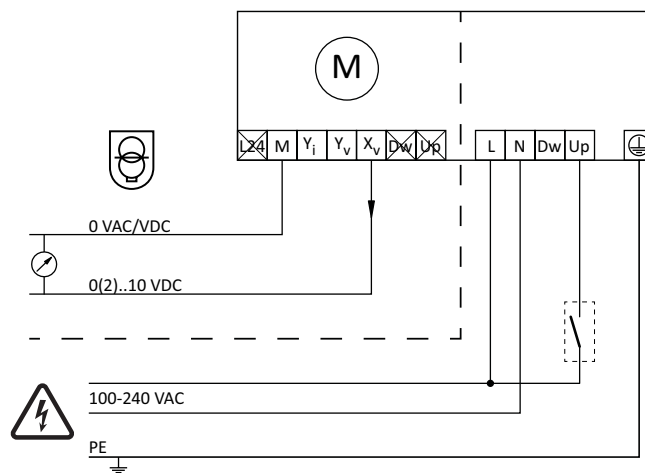 M
L24 M Yi Yv Xv Dw Up L N Dw Up
0 VAC/VDC
0(2)..10 VDC
100-240 VAC
PE